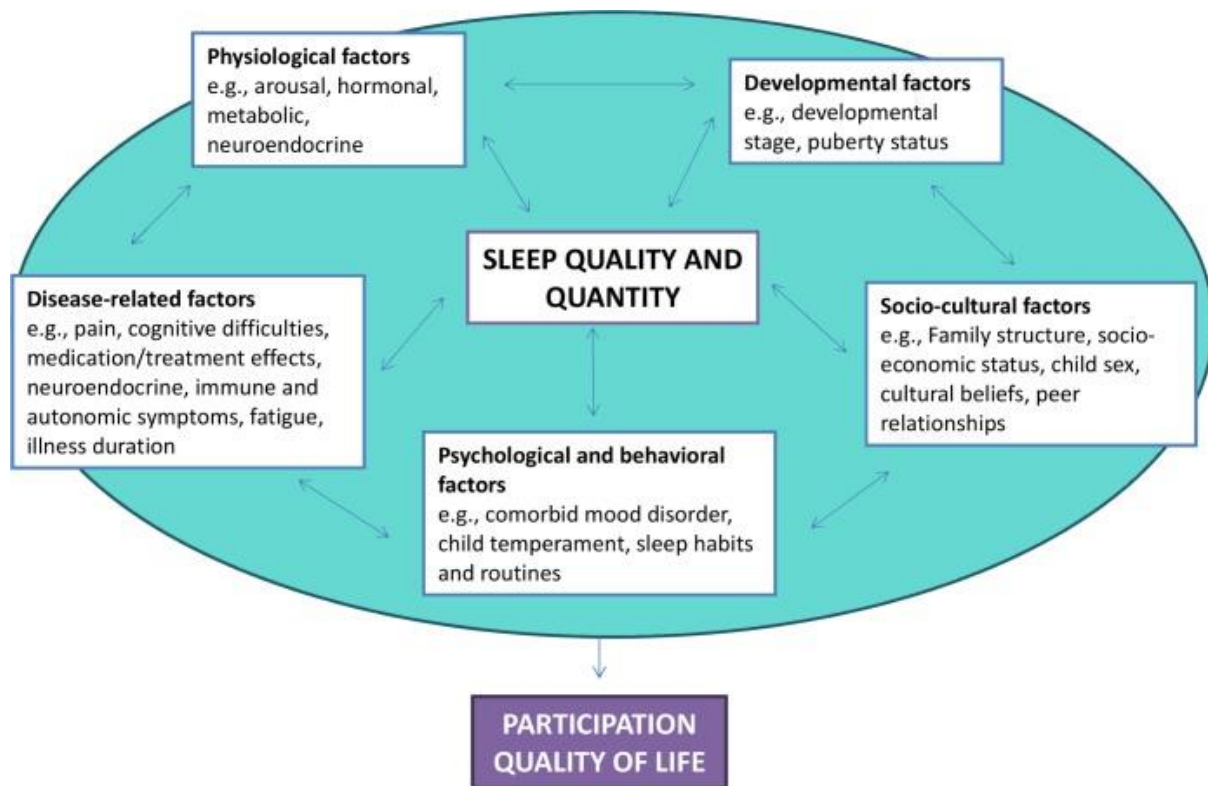 Physiological factors
e.g., arousal, hormonal,
metabolic,
neuroendocrine
Developmental factors
e.g., developmental
stage, puberty status
SLEEP QUALITY AND
QUANTITY
Disease-related factors
e.g., pain, cognitive difficulties,
medication/treatment effects,
neuroendocrine, immune and
autonomic symptoms, fatigue,
illness duration
Socio-cultural factors
e.g., Family structure, socio-
economic status, child sex,
cultural beliefs, peer
relationships
Psychological and behavioral
factors
e.g., comorbid mood disorder,
child temperament, sleep habits
and routines
PARTICIPATION
QUALITY OF LIFE